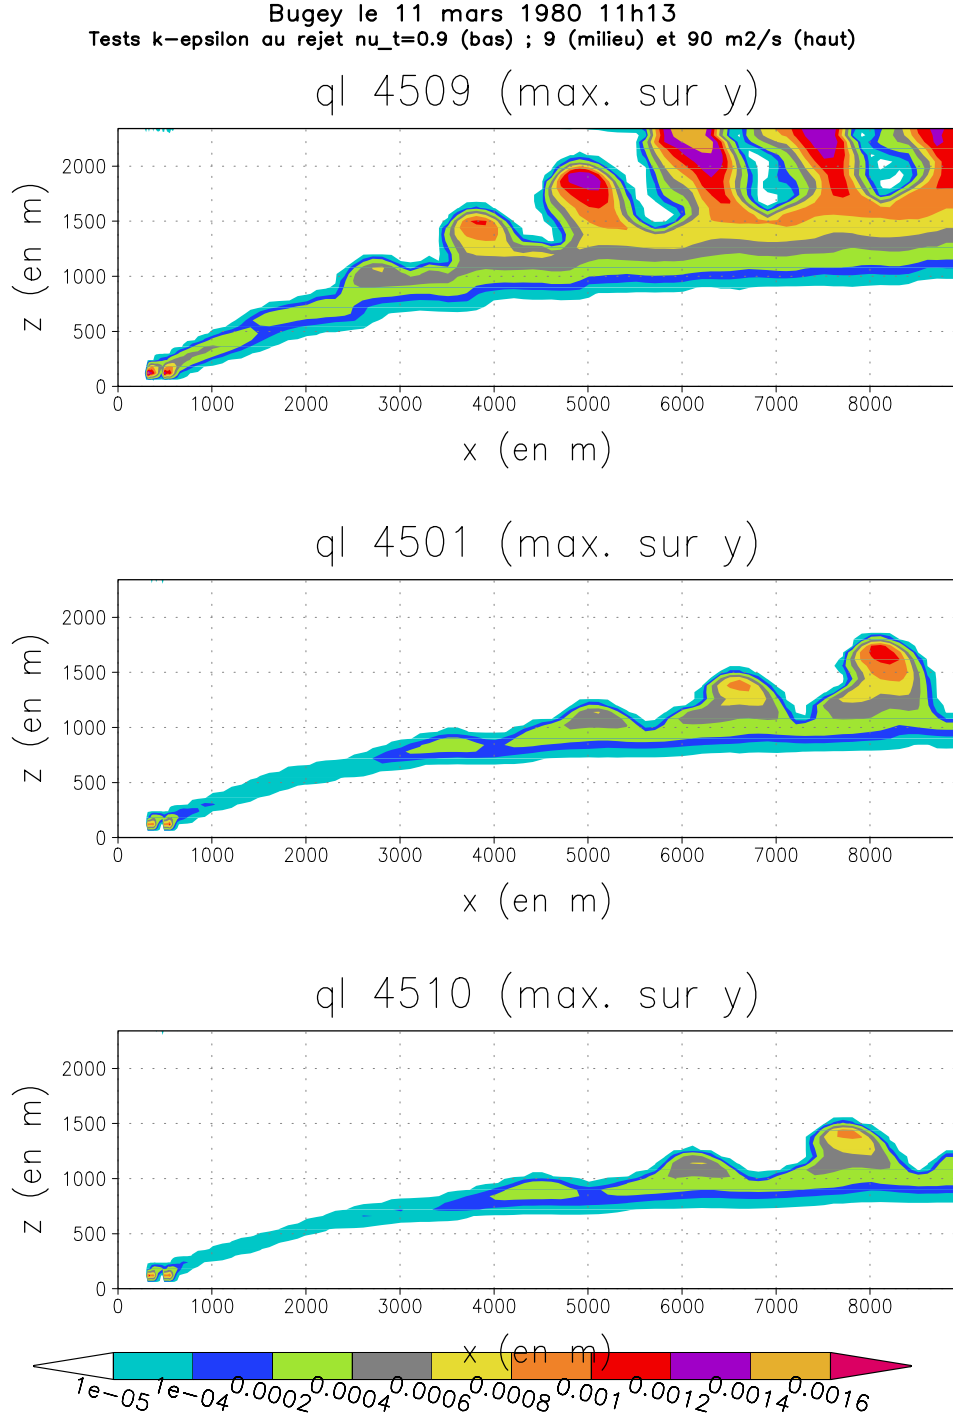 Bugey le 11 mars 1980 11h13
Tests k-epsilon au rejet nu_t=0.9 (bas) ; 9 (milieu) et 90 m2/s (haut)
ql 4509 (max. sur y)
2000
1500
1000
500
0
z (en m)
0 1000 2000 3000 4000 5000 6000 7000 8000
x (en m)
ql 4501 (max. sur y)
2000
1500
1000
500
0
z (en m)
0 1000 2000 3000 4000 5000 6000 7000 8000
x (en m)
ql 4510 (max. sur y)
2000
1500
1000
500
0
z (en m)
0 1000 2000 3000 4000 5000 6000 7000 8000
x (en m)
1e-05 1e-04 0.0002 0.0004 0.0006 0.0008 0.001 0.0012 0.0014 0.0016